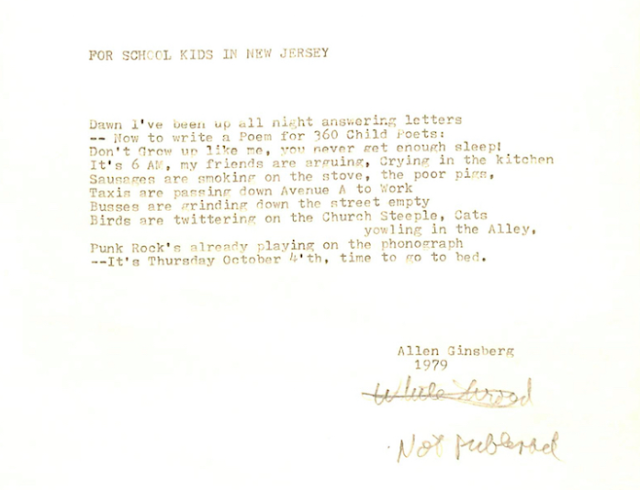 FOR SCHOOL KIDS IN NEW JERSEY
Dawn I've been up all night answering letters
-- Now to write a Poem for 360 Child Poets:
Don't Grow up like me, you never get enough sleep!
It's 6 AM, my friends are arguing, Crying in the kitchen
Sausages are smoking on the stove, the poor pigs,
Taxis are passing down Avenue A to Work
Busses are grinding down the street empty
Birds are twittering on the Church Steeple, Cats
yowling in the Alley,
Punk Rock's already playing on the phonograph
--It's Thursday October 4'th, time to go to bed.
Allen Ginsberg
1979
Not